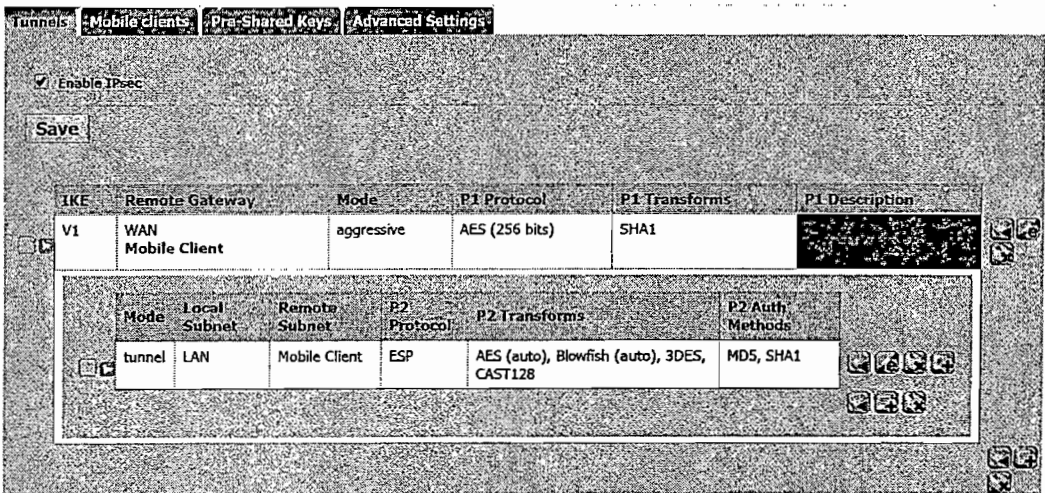 Tunnels Mobile clients Pre-Shared Keys Advanced Settings
Enable IPsec
Save
IKE Remote Gateway Mode P1 Protocol P1 Transforms P1 Description
V1 WAN aggressive AES (256 bits) SHA1
Mobile Client
Mode Local Subnet Remote Subnet P2 Protocol P2 Transforms P2 Auth Methods
tunnel LAN Mobile Client ESP AES (auto), Blowfish (auto), 3DES, MD5, SHA1
CAST128